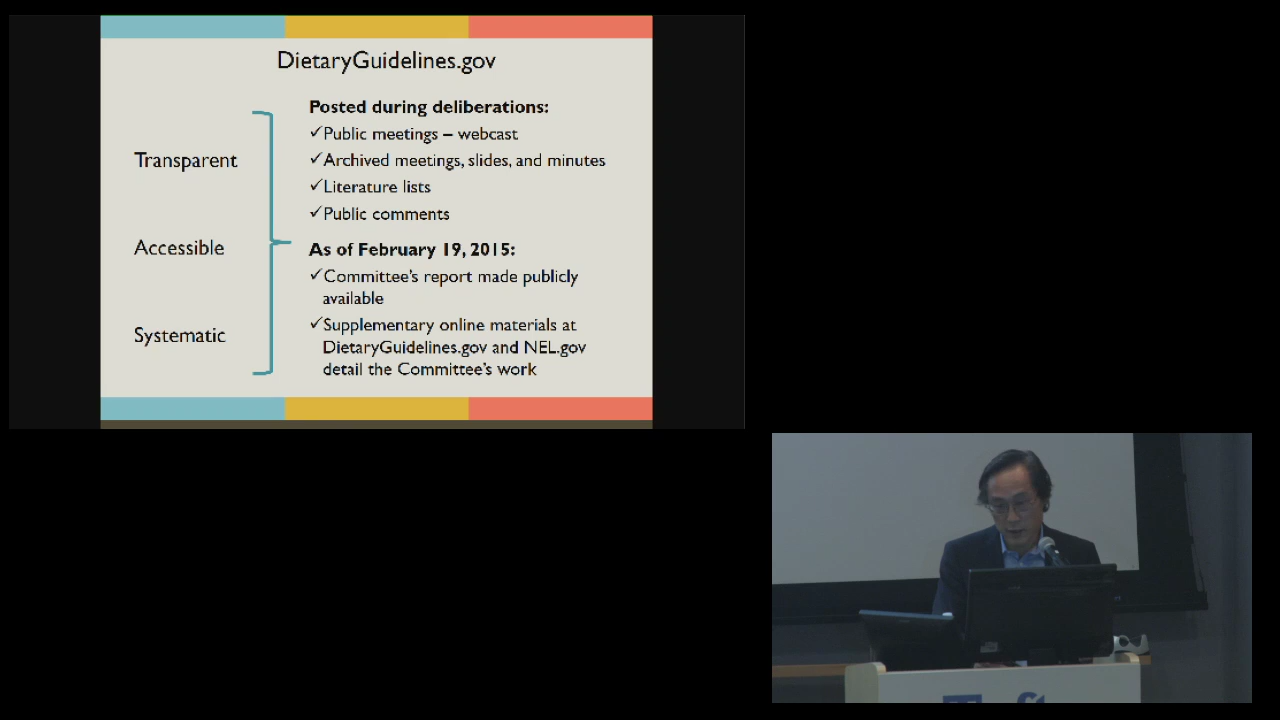 DietaryGuidelines.gov
Transparent
Accessible
Systematic
Posted during deliberations:
✓Public meetings – webcast
✓Archived meetings, slides, and minutes
✓Literature lists
✓Public comments
As of February 19, 2015:
✓Committee's report made publicly
available
✓Supplementary online materials at
DietaryGuidelines.gov and NEL.gov
detail the Committee's work